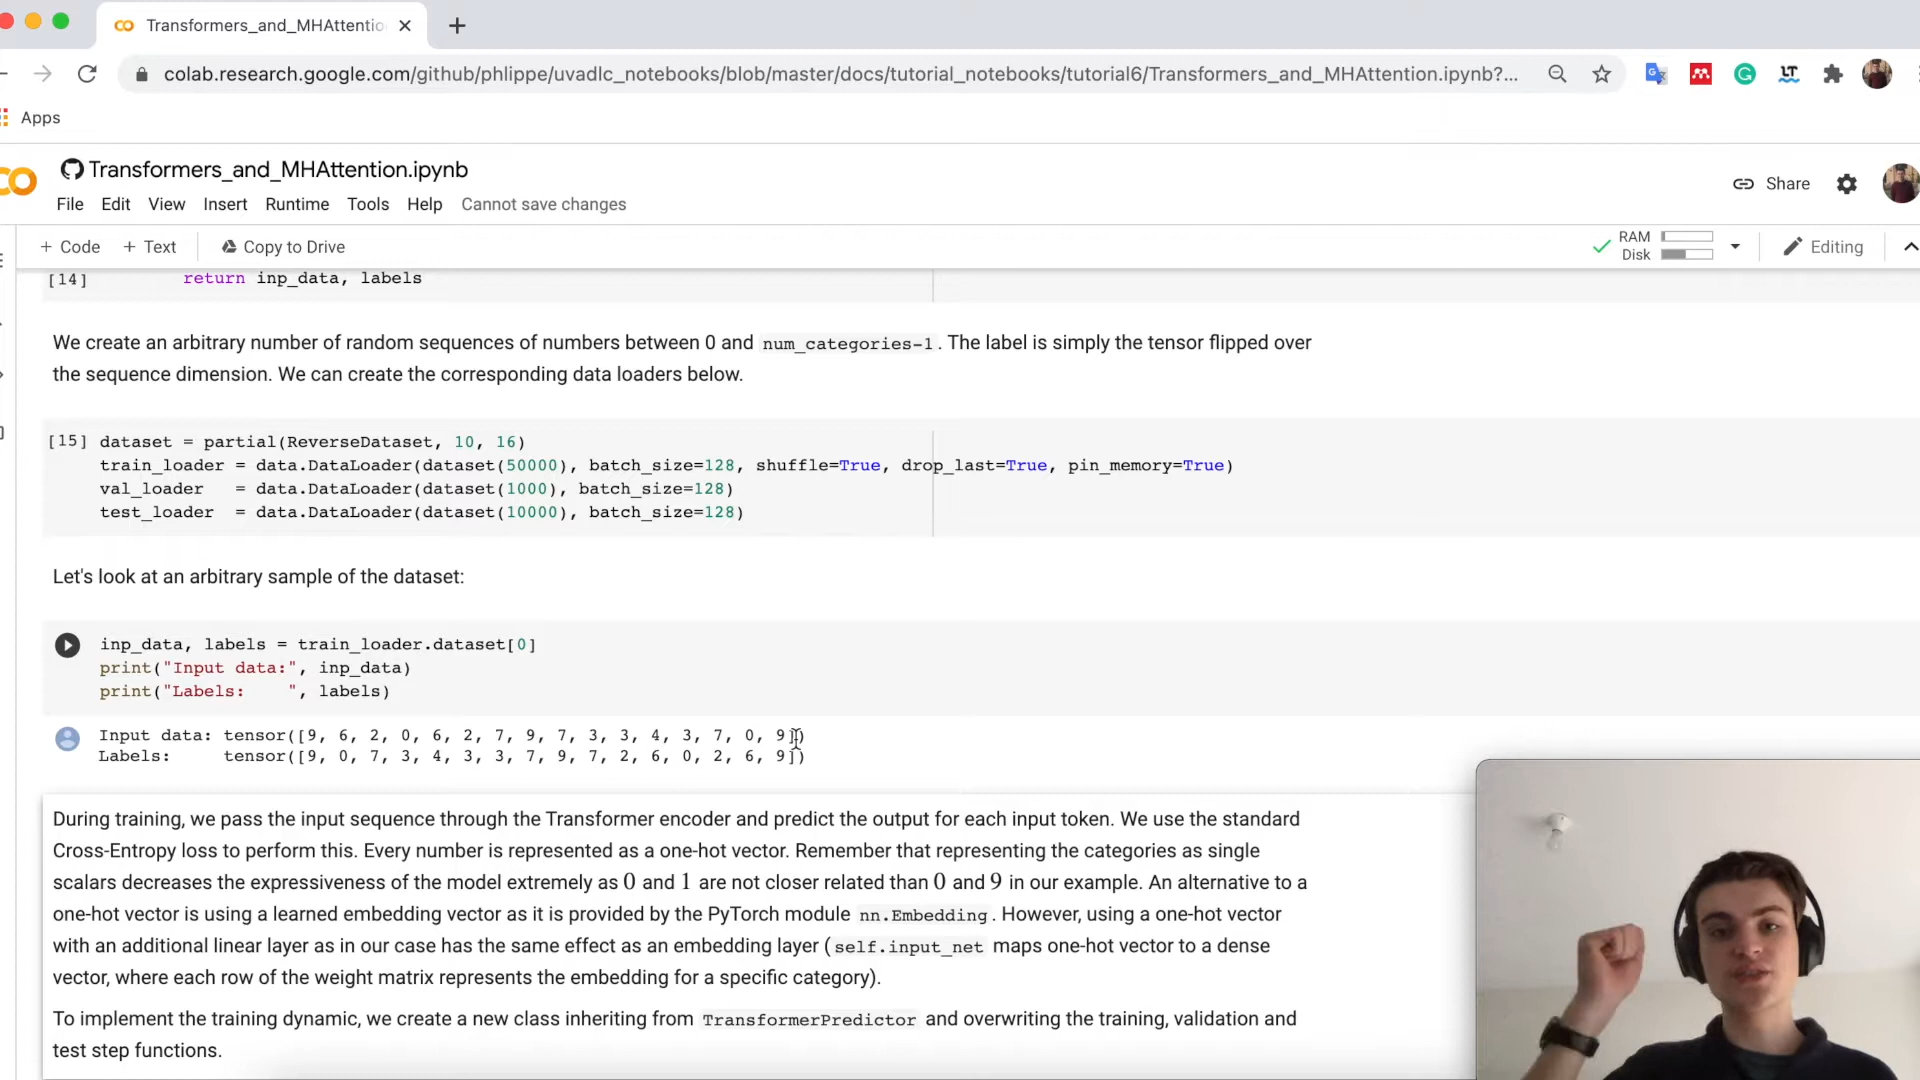 Transformers_and_MHAttentio
colab.research.google.com/github/phlippe/uvadlc_notebooks/blob/master/docs/tutorial_notebooks/tutorial6/Transformers_and_MHAttention.ipynb?...
Apps
Transformers_and_MHAttention.ipynb
Share
File Edit View Insert Runtime Tools Help Cannot save changes
+ Code + Text Copy to Drive
RAM
Disk
Editing
[14] return inp_data, labels
We create an arbitrary number of random sequences of numbers between 0 and num_categories-1. The label is simply the tensor flipped over
the sequence dimension. We can create the corresponding data loaders below.
[15] dataset = partial(ReverseDataset, 10, 16)
train_loader = data.DataLoader(dataset(50000), batch_size=128, shuffle=True, drop_last=True, pin_memory=True)
val_loader   = data.DataLoader(dataset(1000), batch_size=128)
test_loader  = data.DataLoader(dataset(10000), batch_size=128)
Let's look at an arbitrary sample of the dataset:
inp_data, labels = train_loader.dataset[0]
print("Input data:", inp_data)
print("Labels:    ", labels)
Input data: tensor([9, 6, 2, 0, 6, 2, 7, 9, 7, 3, 3, 4, 3, 7, 0, 9])
Labels:     tensor([9, 0, 7, 3, 4, 3, 3, 7, 9, 7, 2, 6, 0, 2, 6, 9])
During training, we pass the input sequence through the Transformer encoder and predict the output for each input token. We use the standard
Cross-Entropy loss to perform this. Every number is represented as a one-hot vector. Remember that representing the categories as single
scalars decreases the expressiveness of the model extremely as 0 and 1 are not closer related than 0 and 9 in our example. An alternative to a
one-hot vector is using a learned embedding vector as it is provided by the PyTorch module nn.Embedding. However, using a one-hot vector
with an additional linear layer as in our case has the same effect as an embedding layer (self.input_net maps one-hot vector to a dense
vector, where each row of the weight matrix represents the embedding for a specific category).
To implement the training dynamic, we create a new class inheriting from TransformerPredictor and overwriting the training, validation and
test step functions.